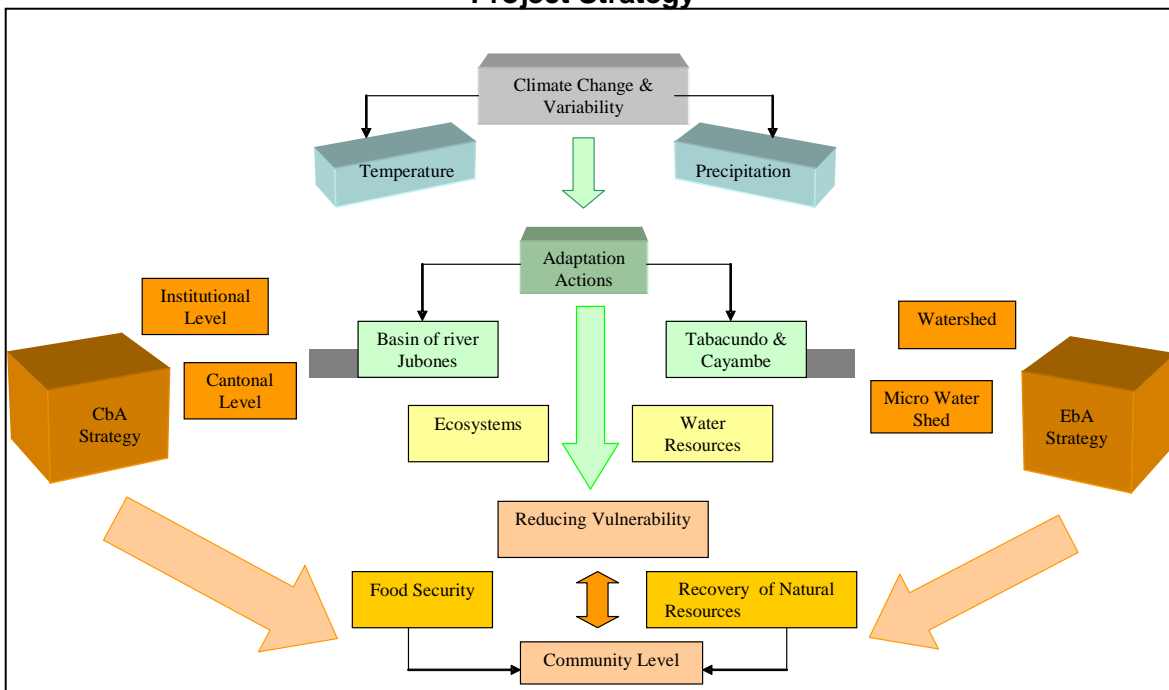 Project Strategy
Climate Change &
Variability
Temperature
Precipitation
Adaptation
Actions
Institutional
Level
Watershed
Basin of river
Jubones
Tabacundo &
Cayambe
Cantonal
Level
Micro Water
Shed
CbA
Strategy
EbA
Strategy
Ecosystems
Water
Resources
Reducing Vulnerability
Food Security
Recovery of Natural
Resources
Community Level